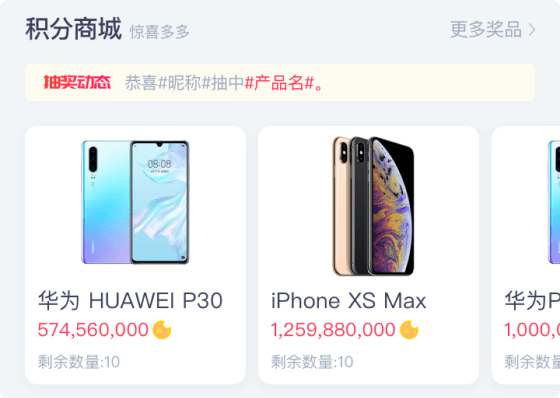 积分商城 惊喜多多 更多奖品
抽奖动态 恭喜#昵称#抽中#产品名#。
08:08
华为 HUAWEI P30
574,560,000
剩余数量:10
iPhone XS Max
1,259,880,000
剩余数量:10
华为P
1,000,0
剩余数